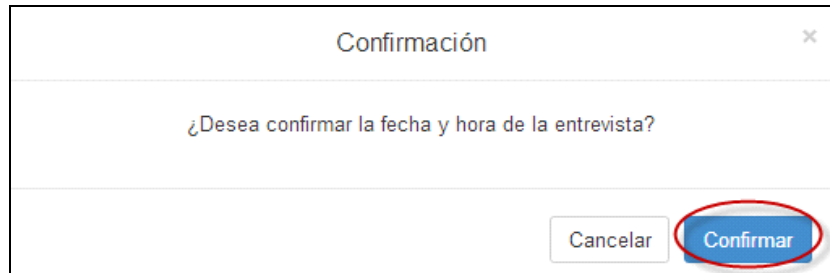 Confirmación ×
¿Desea confirmar la fecha y hora de la entrevista?
Cancelar Confirmar